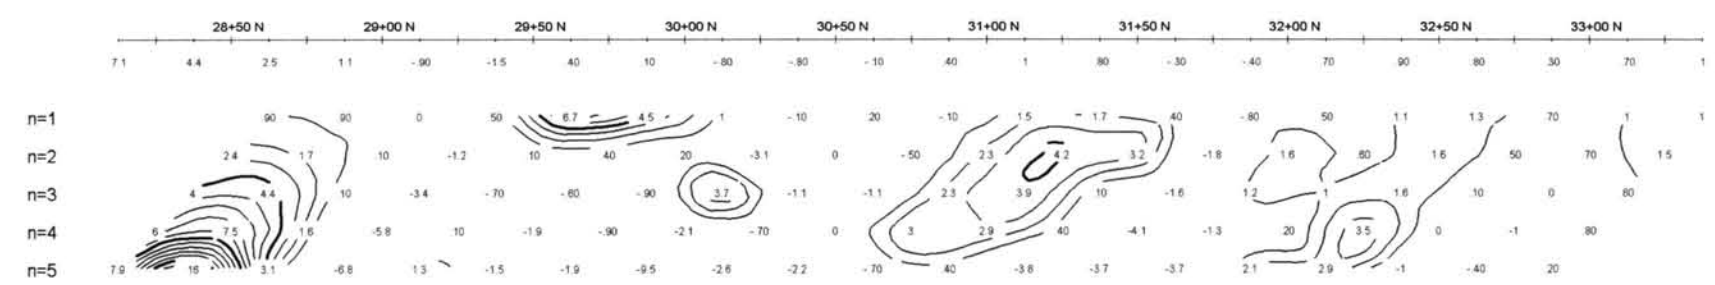 28+50 N 29+00 N 29+50 N 30+00 N 30+50 N 31+00 N 31+50 N 32+00 N 32+50 N 33+00 N
7.1 4.4 2.5 1.1 -.90 -1.5 .40 .10 -.80 -.80 -.10 .40 1 .80 -.30 -.40 .70 .90 .80 .30 .70 1
n=1 .90 .90 0 .50 6.7 4.5 1 -.10 .20 -.10 1.5 1.7 .40 -.80 .50 1.1 1.3 .70 1 1
n=2 2.4 1.7 .10 -1.2 .10 .40 .20 -3.1 0 -.50 2.3 4.2 3.2 -1.8 1.6 .60 1.6 .50 .70 1.5
n=3 4 4.4 .10 -3.4 -.70 -.60 -.90 3.7 -1.1 -1.1 2.3 3.9 .10 -1.6 1.2 1 1.6 .10 0 .80
n=4 6 7.5 1.6 -5.8 .10 -1.9 -.90 -2.1 -.70 0 3 2.9 .40 -4.1 -1.3 .20 3.5 0 -.1 .80
n=5 7.9 16 3.1 -6.8 1.3 -1.5 -1.9 -9.5 -2.6 -2.2 -.70 .40 -3.8 -3.7 -3.7 2.1 2.9 -.1 -.40 .20